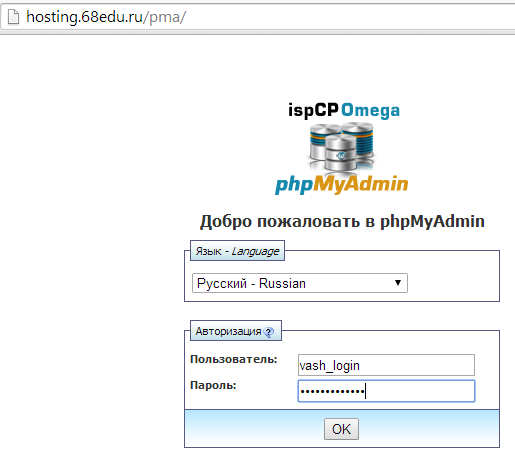 hosting.68edu.ru/pma/
ispCP Omega
phpMyAdmin
Добро пожаловать в phpMyAdmin
Язык - Language
Русский - Russian
Авторизация
Пользователь:
vash_login
Пароль:
•••••••••••••
OK